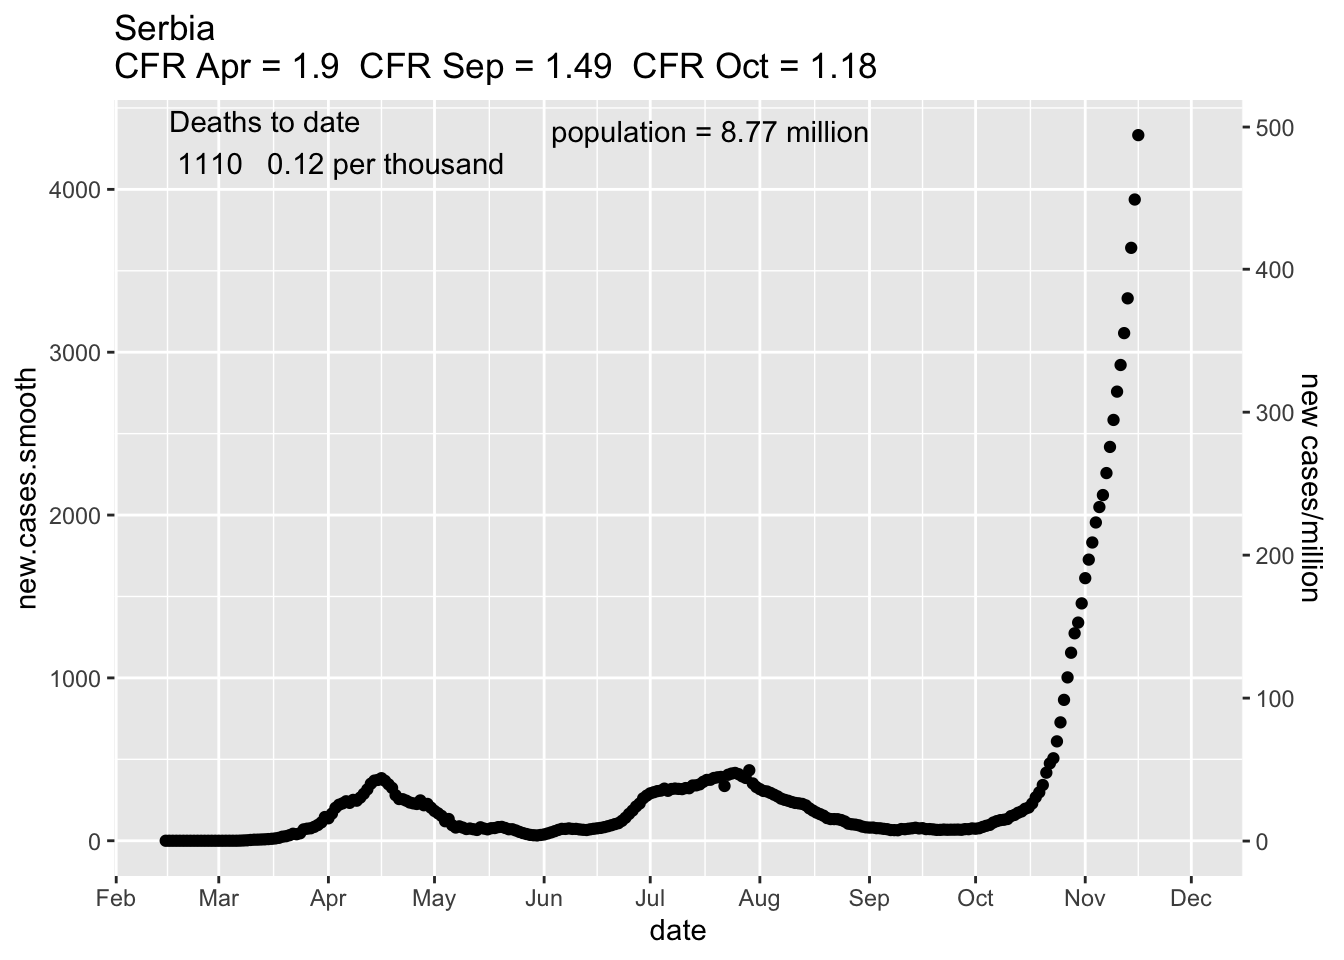 Serbia
CFR Apr = 1.9  CFR Sep = 1.49  CFR Oct = 1.18
Deaths to date
1110   0.12 per thousand
population = 8.77 million
new.cases.smooth
4000
3000
2000
1000
0
500
400
300
200
100
0
new cases/million
Feb Mar Apr May Jun Jul Aug Sep Oct Nov Dec
date